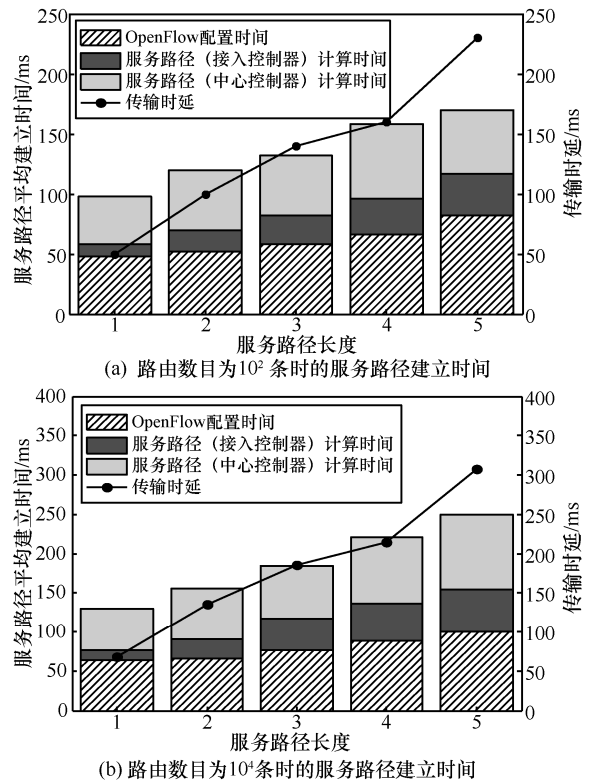 250
200
150
100
50
0
服务路径平均建立时间/ms
OpenFlow配置时间
服务路径（接入控制器）计算时间
服务路径（中心控制器）计算时间
传输时延
250
200
150
100
50
0
传输时延/ms
1 2 3 4 5
服务路径长度
(a) 路由数目为10² 条时的服务路径建立时间
400
350
300
250
200
150
100
50
0
服务路径平均建立时间/ms
OpenFlow配置时间
服务路径（接入控制器）计算时间
服务路径（中心控制器）计算时间
传输时延
400
350
300
250
200
150
100
50
0
传输时延/ms
1 2 3 4 5
服务路径长度
(b) 路由数目为10⁴条时的服务路径建立时间